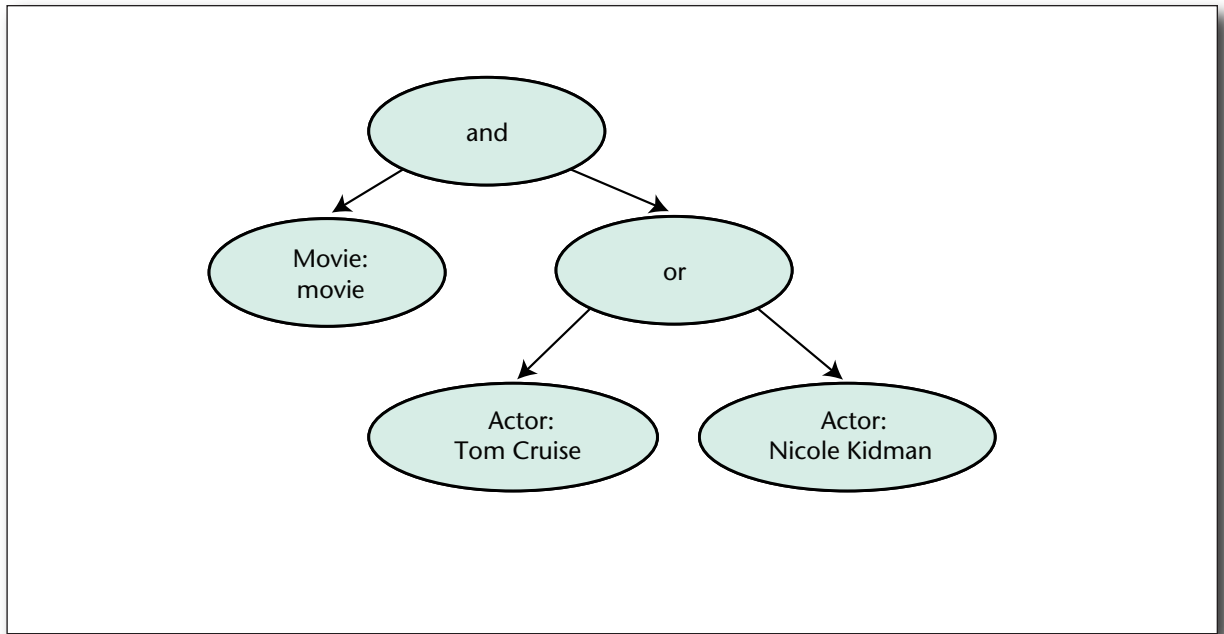 and
Movie:
movie
or
Actor:
Tom Cruise
Actor:
Nicole Kidman